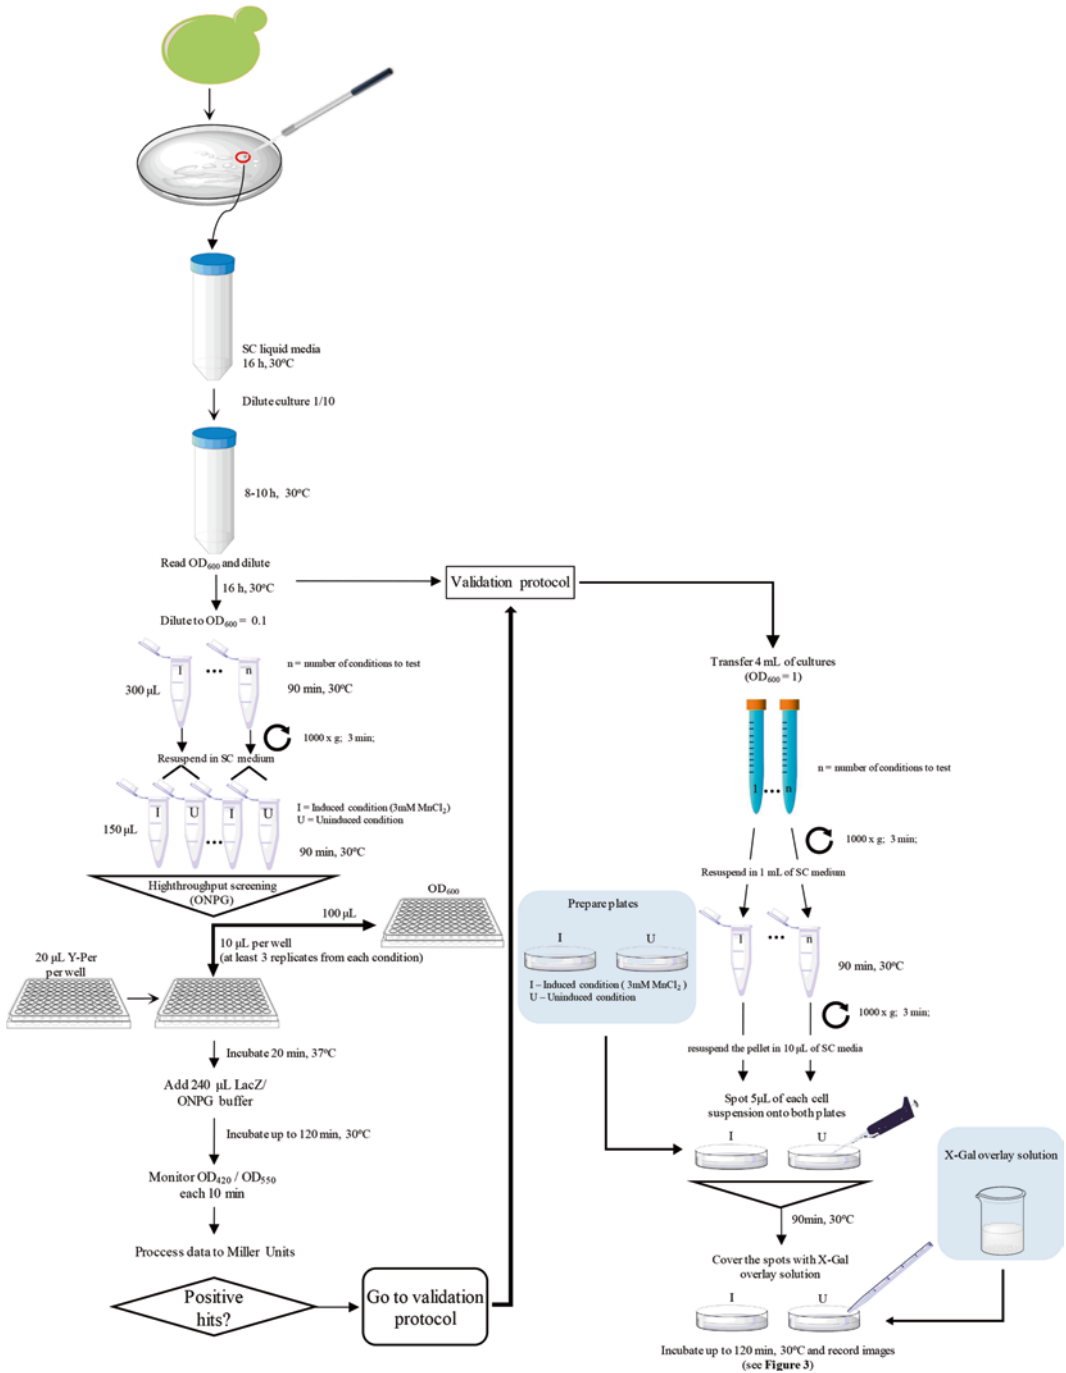 SC liquid media
16 h, 30ºC
Dilute culture 1/10
8-10 h, 30ºC
Read OD600 and dilute
16 h, 30ºC
Dilute to OD600 = 0.1
1
n
n = number of conditions to test
300 µL
90 min, 30ºC
1000 x g; 3 min;
Resuspend in SC medium
I
U
I
U
I = Induced condition (3mM MnCl2)
U = Uninduced condition
150 µL
90 min, 30ºC
Highthroughput screening
(ONPG)
OD600
100 µL
10 µL per well
(at least 3 replicates from each condition)
20 µL Y-Per
per well
Incubate 20 min, 37ºC
Add 240 µL LacZ/
ONPG buffer
Incubate up to 120 min, 30ºC
Monitor OD420 / OD550
each 10 min
Proccess data to Miller Units
Positive
hits?
Go to validation
protocol
Validation protocol
Transfer 4 mL of cultures
(OD600 = 1)
n = number of conditions to test
1
n
1000 x g; 3 min;
Resuspend in 1 mL of SC medium
1
n
90 min, 30ºC
1000 x g; 3 min;
resuspend the pellet in 10 µL of SC media
Prepare plates
I
U
I – Induced condition ( 3mM MnCl2 )
U – Uninduced condition
Spot 5µL of each cell
suspension onto both plates
I
U
90min, 30ºC
X-Gal overlay solution
Cover the spots with X-Gal
overlay solution
I
U
Incubate up to 120 min, 30ºC and record images
(see Figure 3)